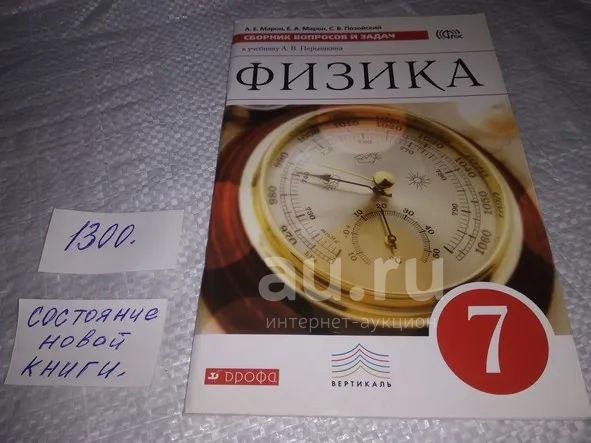 А. Е. Марон, Е. А. Марон, С. В. Позойский
СБОРНИК ВОПРОСОВ И ЗАДАЧ
к учебнику А. В. Перышкина
ФИЗИКА
1300.
состояние
новой
книги.
au.ru
интернет-аукцион
7
дрофа
ВЕРТИКАЛЬ